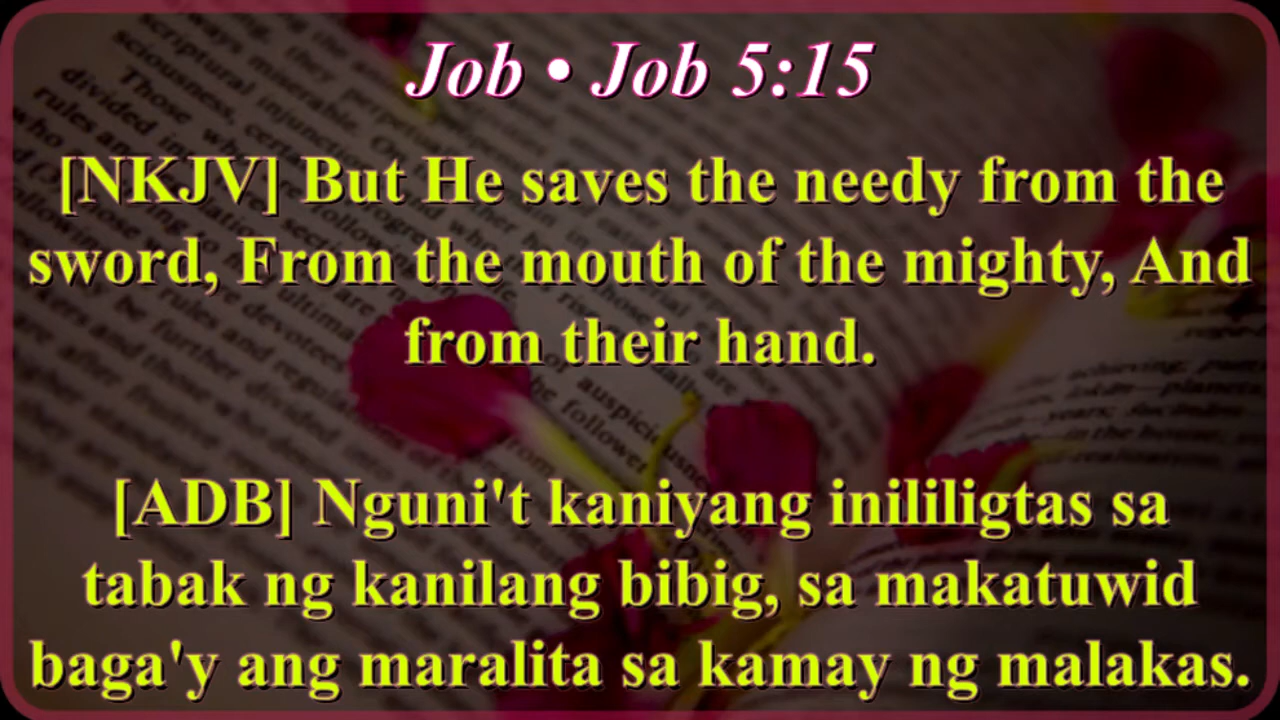 Job • Job 5:15
[NKJV] But He saves the needy from the
sword, From the mouth of the mighty, And
from their hand.
[ADB] Nguni't kaniyang inililigtas sa
tabak ng kanilang bibig, sa makatuwid
baga'y ang maralita sa kamay ng malakas.